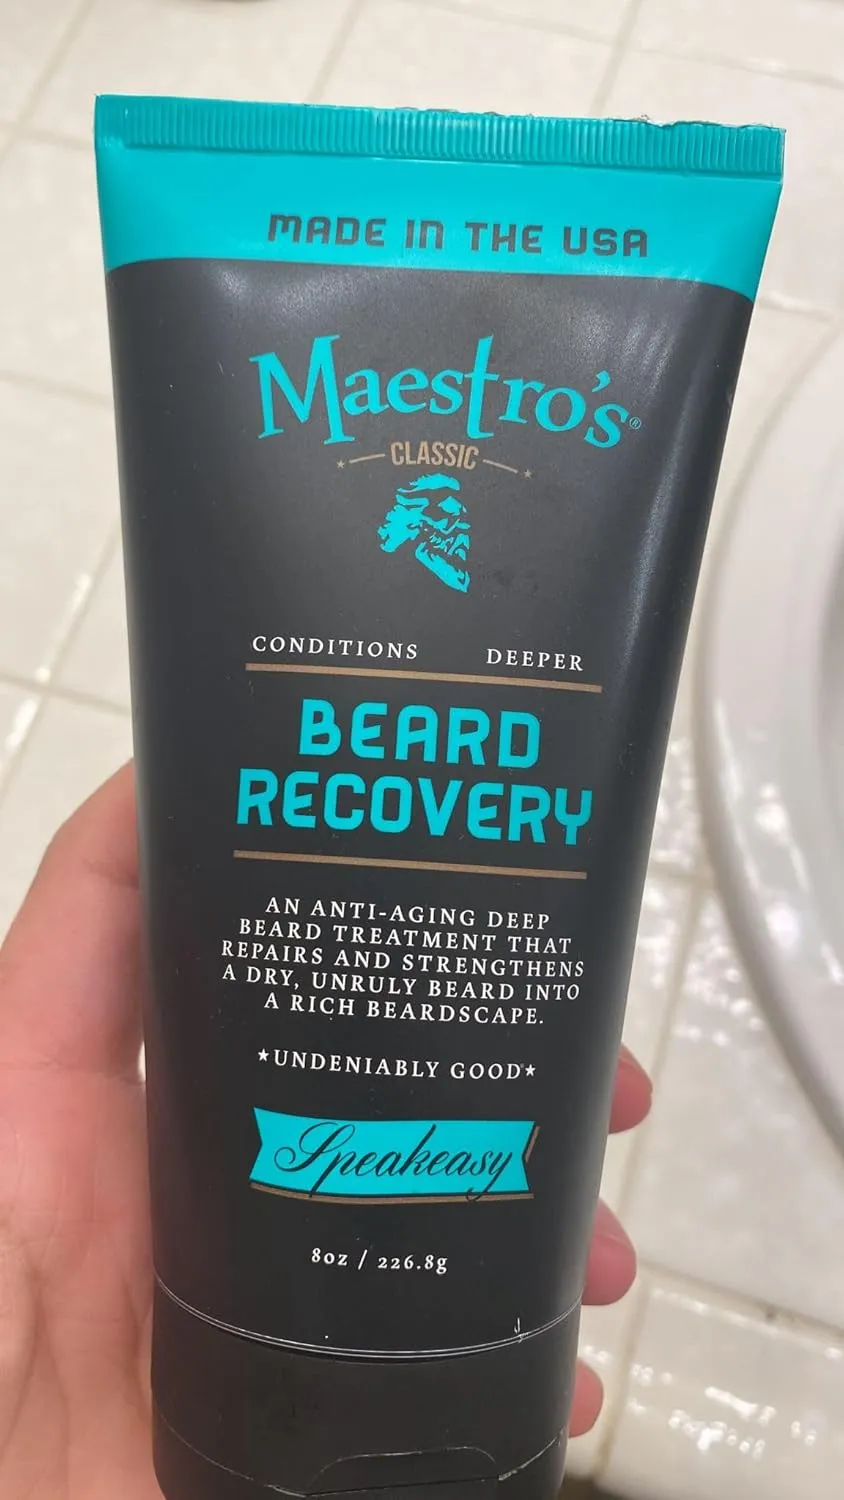 MADE IN THE USA
Maestro's®
CLASSIC
CONDITIONS DEEPER
BEARD
RECOVERY
AN ANTI-AGING DEEP
BEARD TREATMENT THAT
REPAIRS AND STRENGTHENS
A DRY, UNRULY BEARD INTO
A RICH BEARDSCAPE.
★UNDENIABLY GOOD★
Speakeasy
8oz / 226.8g